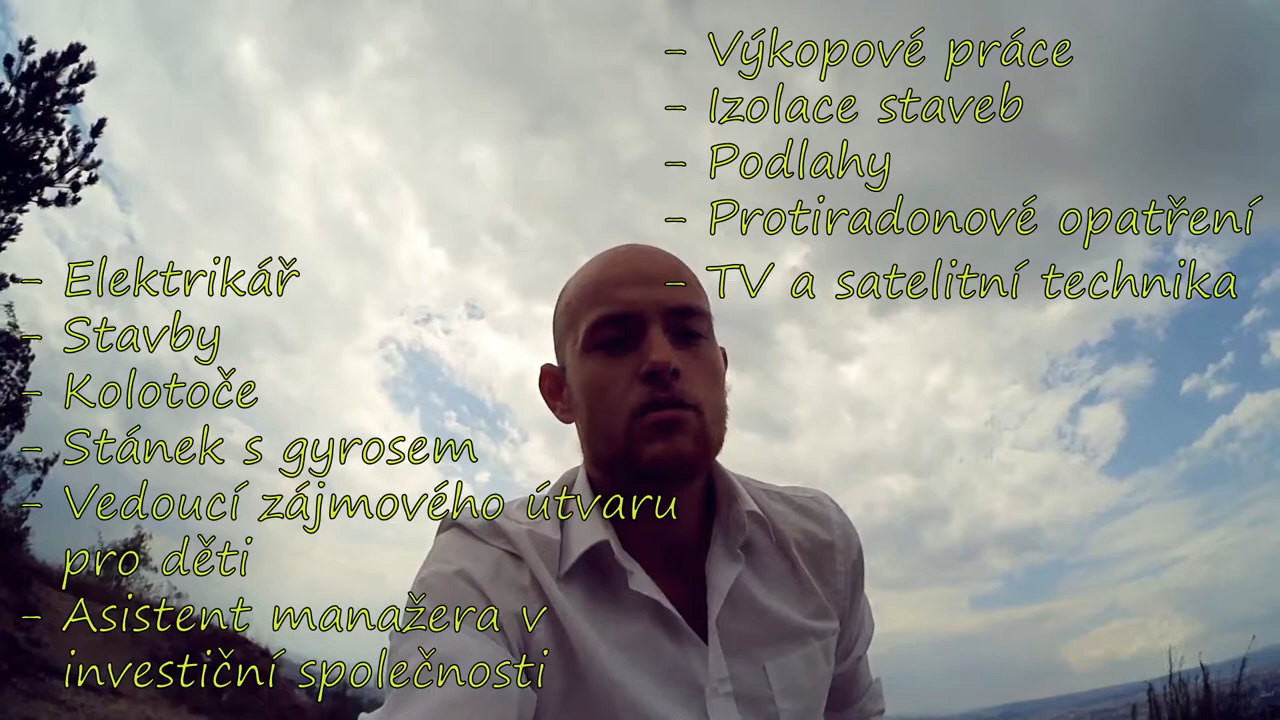 - Elektrikář
- Stavby
- Kolotoče
- Stánek s gyrosem
- Vedoucí zájmového útvaru
pro děti
- Asistent manažera v
investiční společnosti
- Výkopové práce
- Izolace staveb
- Podlahy
- Protiradonové opatření
- TV a satelitní technika